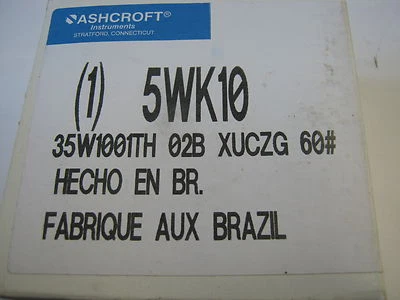 ASHCROFT®
Instruments
STRATFORD, CONNECTICUT
(1) 5WK10
35W1001TH 02B XUCZG 60#
HECHO EN BR.
FABRIQUE AUX BRAZIL